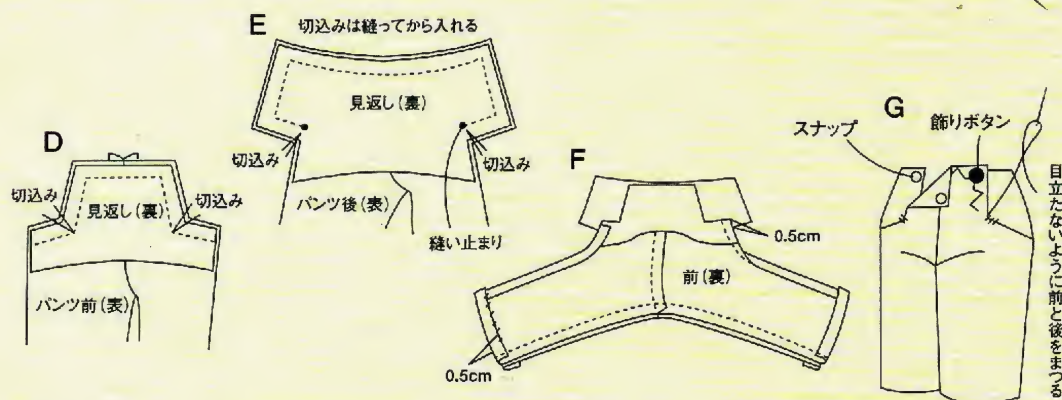 D
切込み
切込み
見返し(裏)
パンツ前(表)
E
切込みは縫ってから入れる
見返し(裏)
切込み
切込み
パンツ後(表)
縫い止まり
F
0.5cm
前(裏)
0.5cm
G
スナップ
飾りボタン
目立たないように前と後をまつる